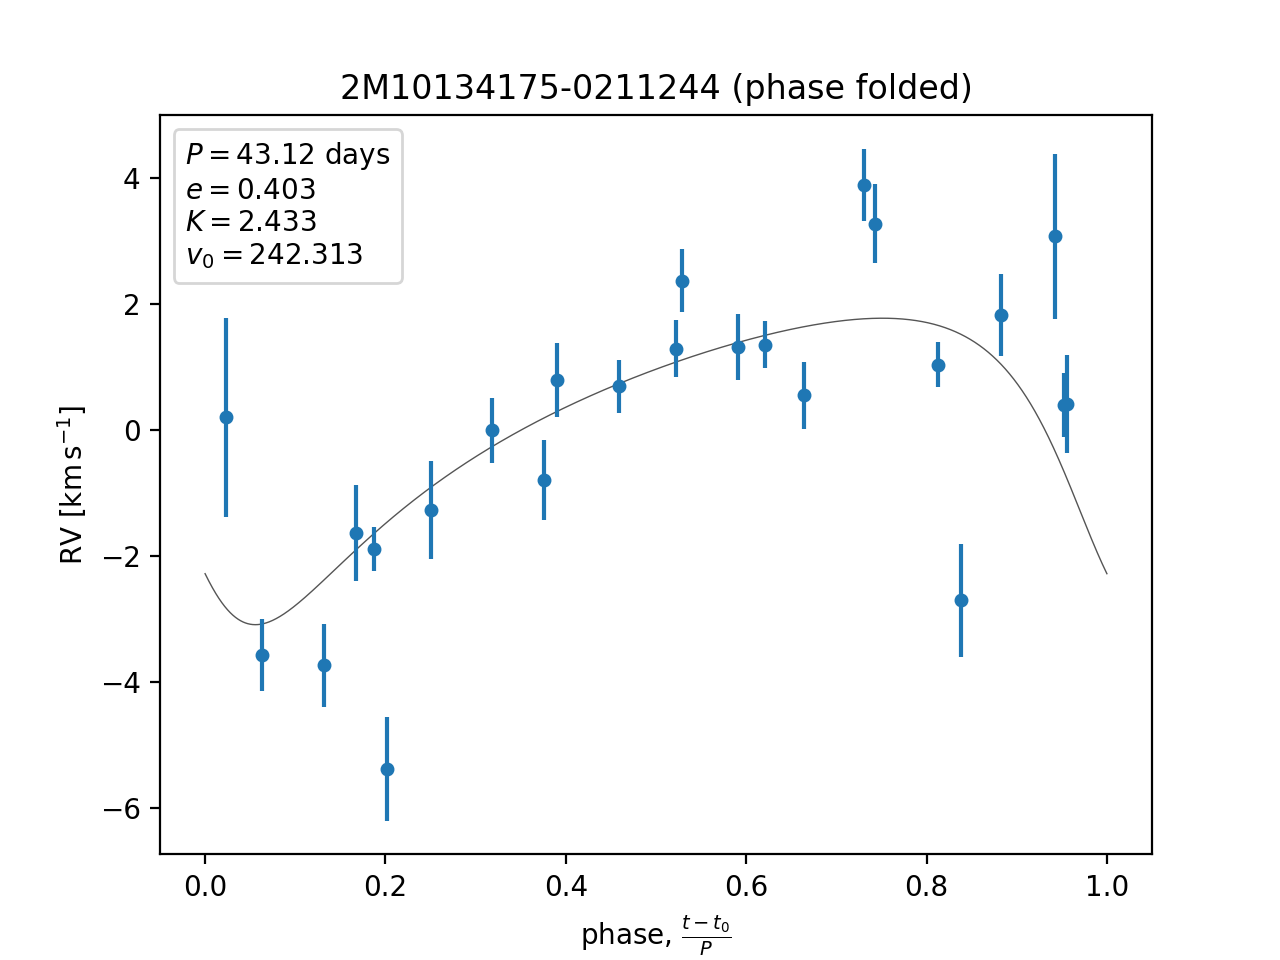 2M10134175-0211244 (phase folded)
P = 43.12 days
e = 0.403
K = 2.433
v₀ = 242.313
4
2
0
−2
−4
−6
RV [km s⁻¹]
0.0 0.2 0.4 0.6 0.8 1.0
phase, (t − t₀)/P